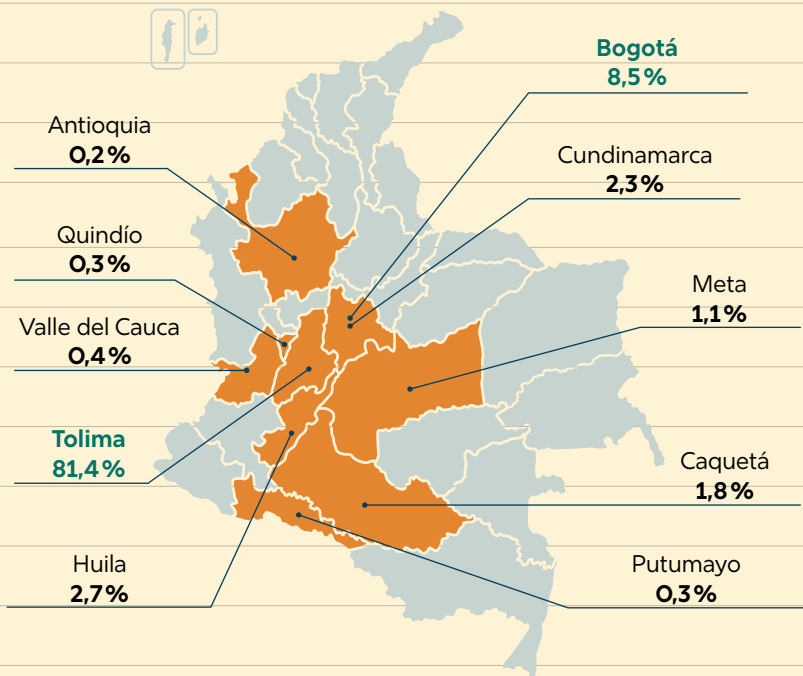 Bogotá
8,5 %
Antioquia
0,2 %
Cundinamarca
2,3 %
Quindío
0,3 %
Meta
1,1 %
Valle del Cauca
0,4 %
Tolima
81,4 %
Caquetá
1,8 %
Huila
2,7 %
Putumayo
0,3 %